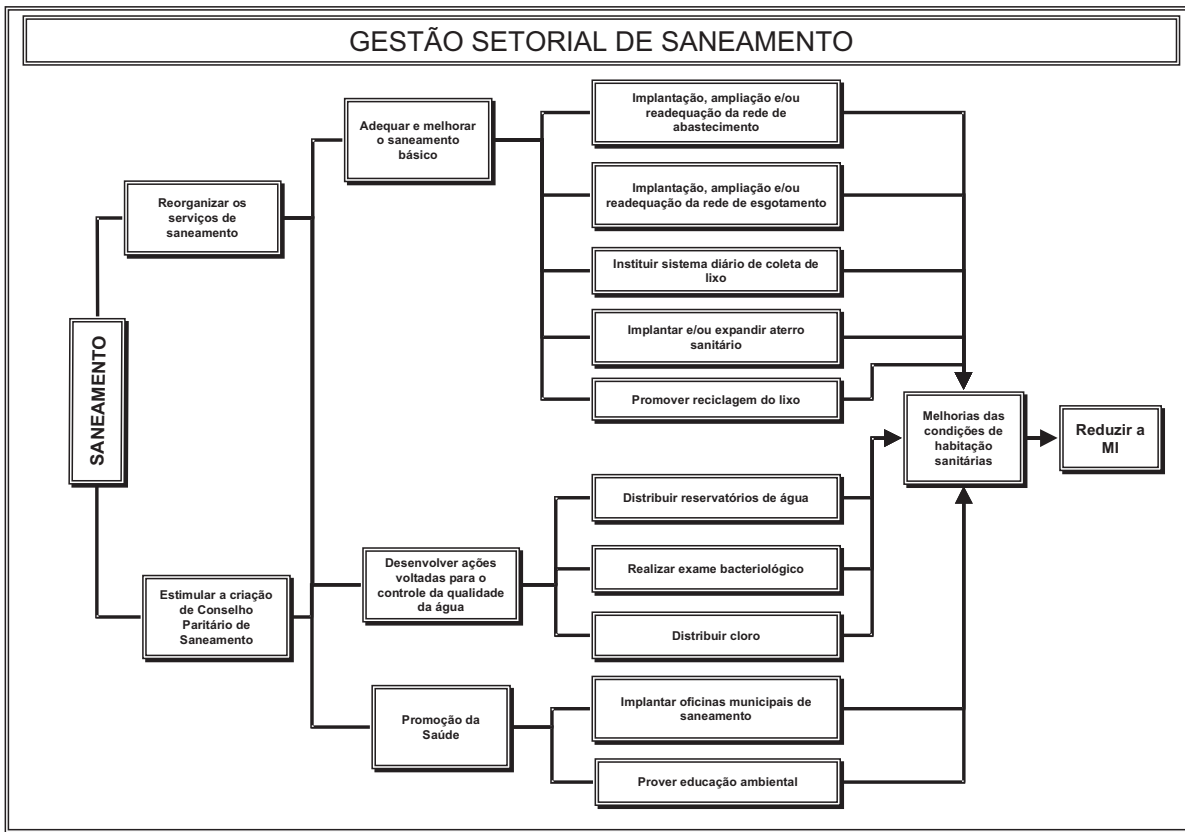 GESTÃO SETORIAL DE SANEAMENTO
SANEAMENTO
Reorganizar os
serviços de
saneamento
Estimular a criação
de Conselho
Paritário de
Saneamento
Adequar e melhorar
o saneamento
básico
Desenvolver ações
voltadas para o
controle da qualidade
da água
Promoção da
Saúde
Implantação, ampliação e/ou
readequação da rede de
abastecimento
Implantação, ampliação e/ou
readequação da rede de esgotamento
Instituir sistema diário de coleta de
lixo
Implantar e/ou expandir aterro
sanitário
Promover reciclagem do lixo
Distribuir reservatórios de água
Realizar exame bacteriológico
Distribuir cloro
Implantar oficinas municipais de
saneamento
Prover educação ambiental
Melhorias das
condições de
habitação
sanitárias
Reduzir a
MI